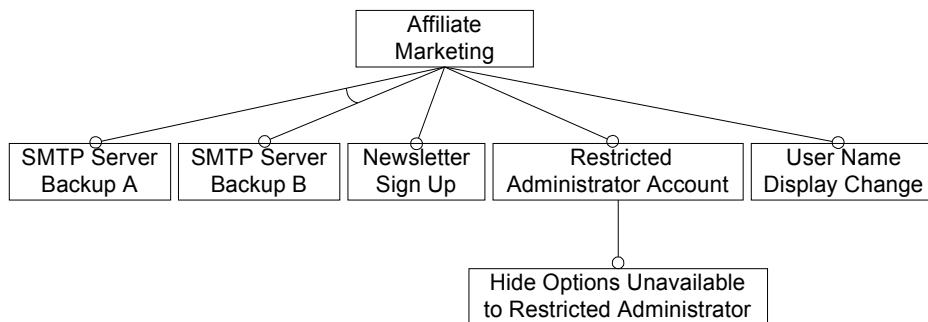 Affiliate
Marketing
SMTP Server
Backup A
SMTP Server
Backup B
Newsletter
Sign Up
Restricted
Administrator Account
User Name
Display Change
Hide Options Unavailable
to Restricted Administrator